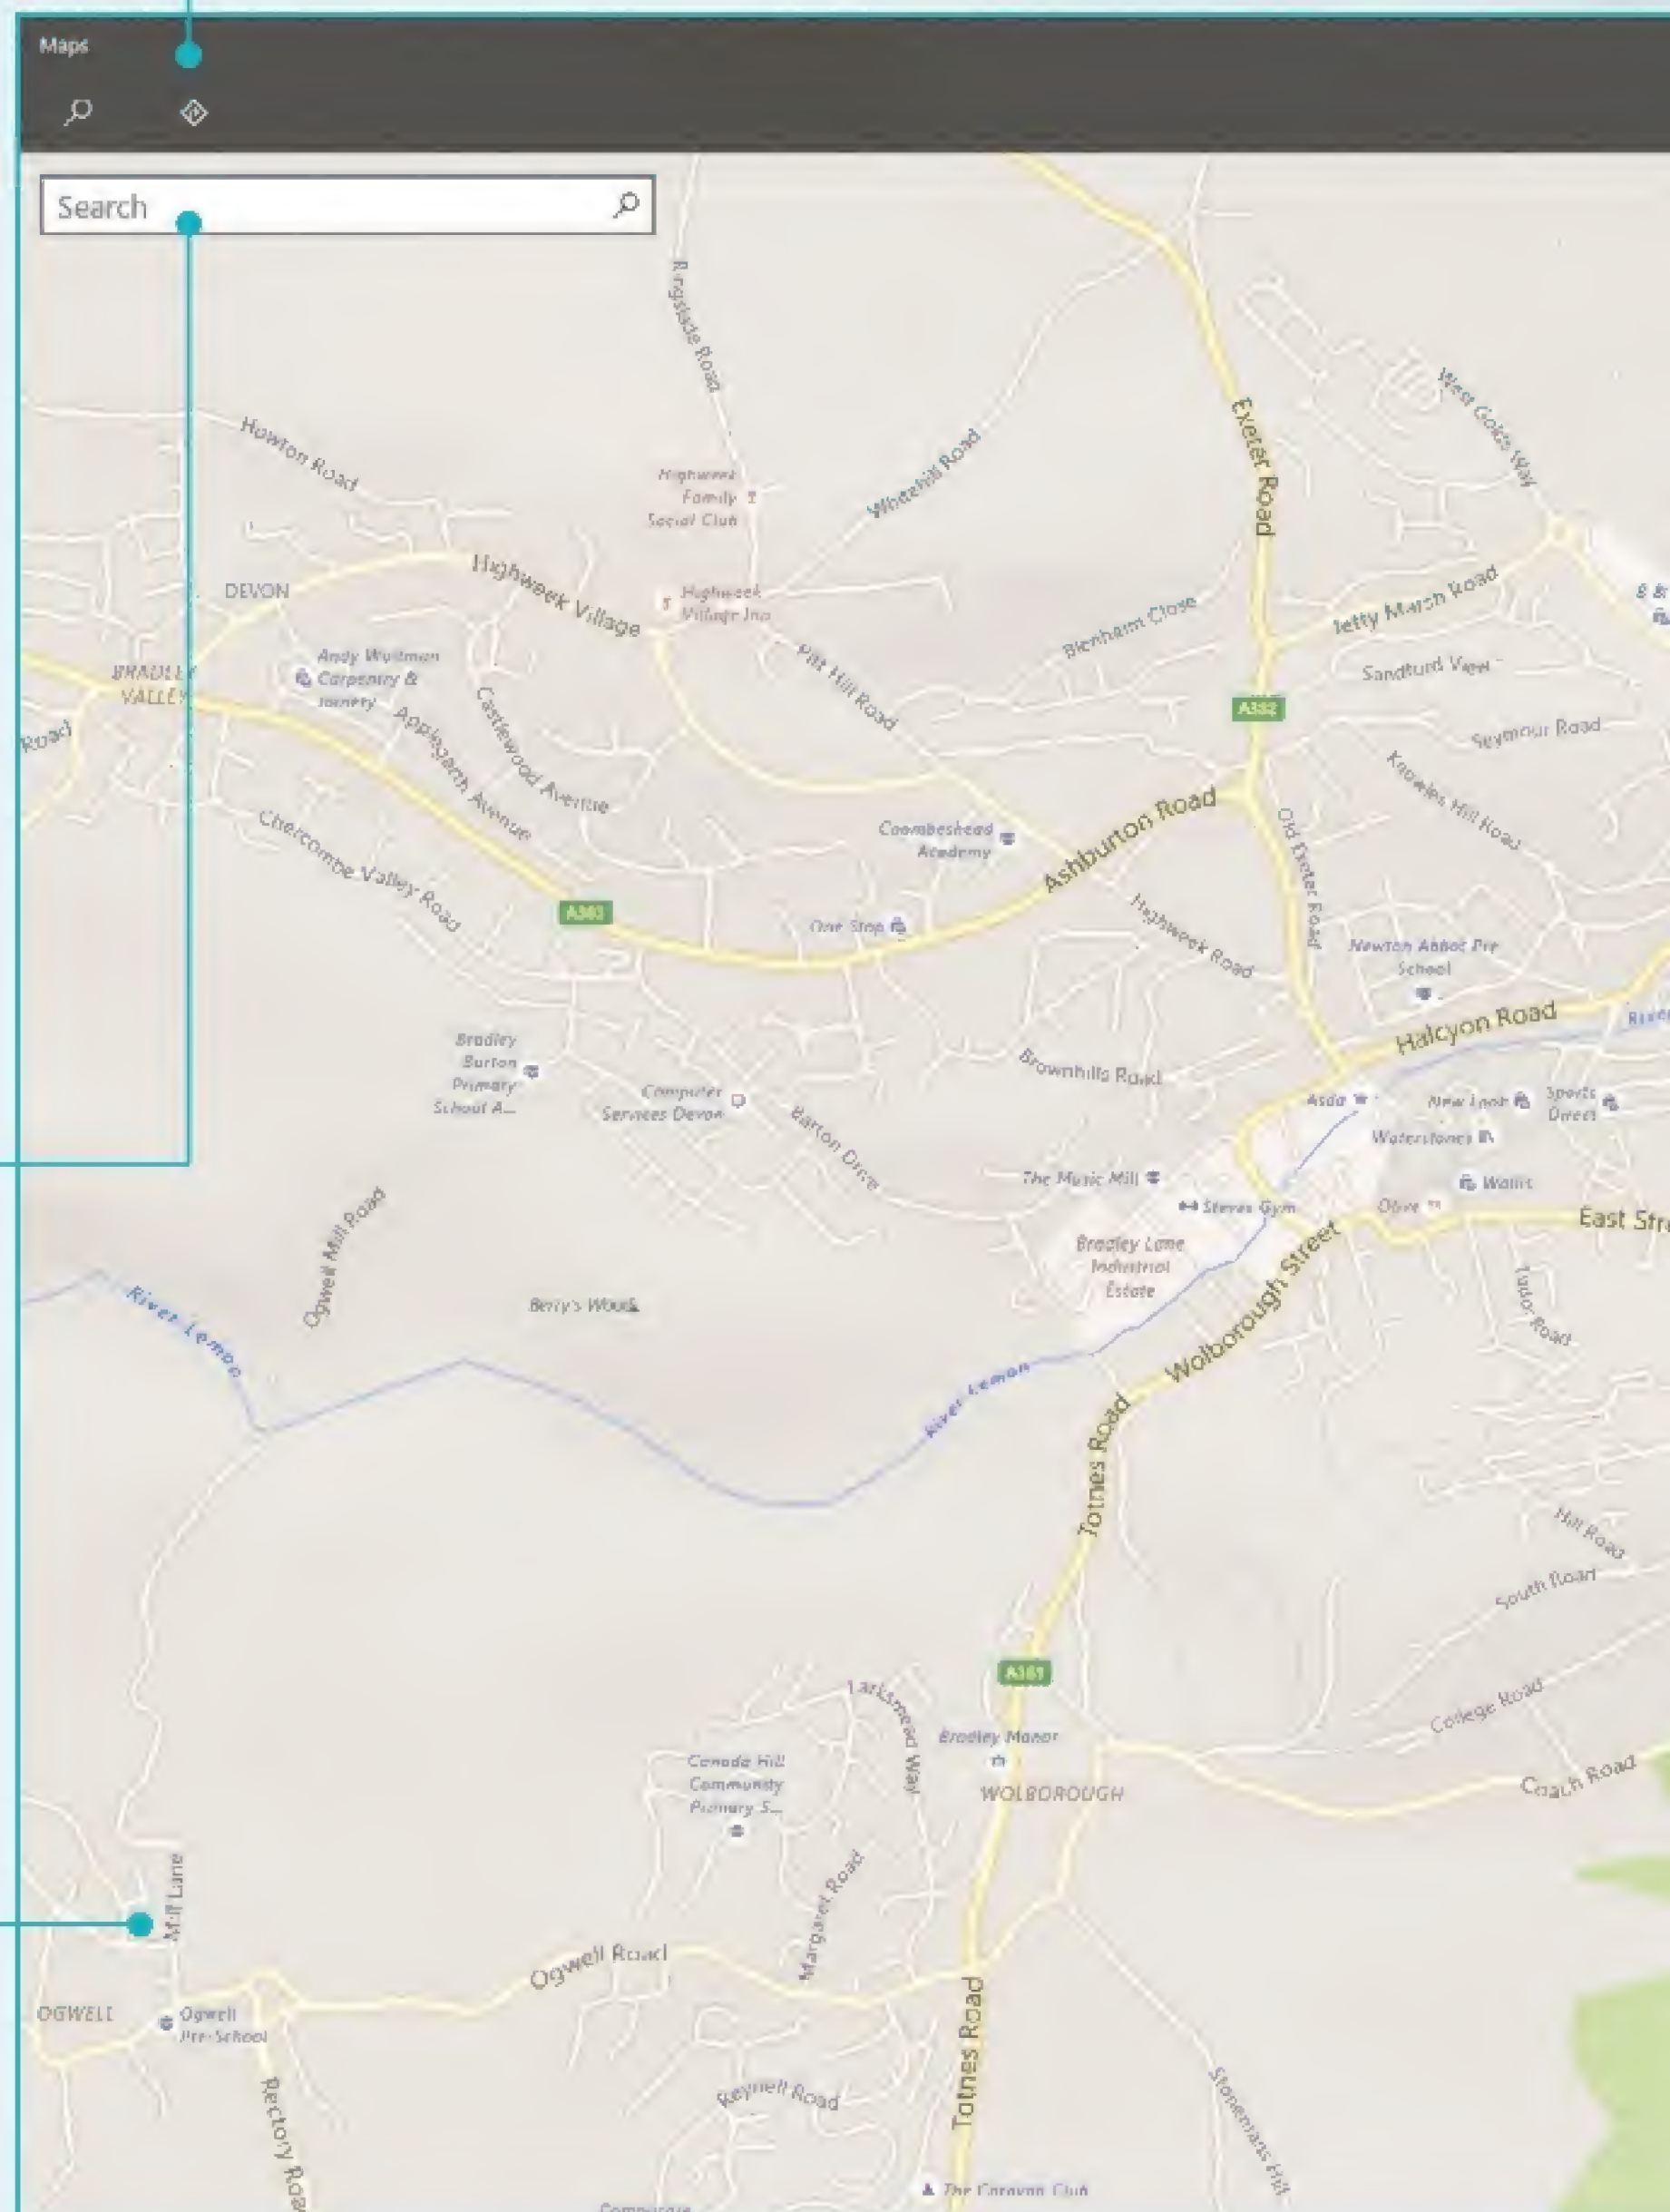 Maps
Search
Ringslade Road
West Golds Way
Exeter Road
Howton Road
Whitehill Road
Highweek
Family
Social Club
Highweek Village
DEVON
Highweek
Village Inn
Jetty Marsh Road
Blenheim Close
Andy
Carpentry &
Joinery
BRADLEY
VALLEY
Pitt Hill Road
Sandford View
A382
Road
Applegarth Avenue
Castlewood Avenue
Seymour Road
Knowles Hill Road
Ashburton Road
Old Exeter Road
Chercombe Valley Road
Coombeshead
Academy
A383
One Stop
Highweek Road
Newton Abbot Pre
School
Halcyon Road
River
Bradley
Barton
Primary
School A...
Brownhills Road
Computer
Services Devon
Asda
New Look
Sports
Direct
Barton Drive
Waterstones
The Music Mill
Wallis
Steves Gym
Olive
East Str
Ogwell Mill Road
Bradley Lane
Industrial
Estate
Wolborough Street
Tudor Road
River Lemon
Berry's Wood
River Lemon
Totnes Road
Hill Road
South Road
A381
Larksmead Way
College Road
Bradley Manor
Canada Hill
Community
Primary S...
WOLBOROUGH
Coach Road
Mill Lane
Margaret Road
Ogwell Road
OGWELL
Ogwell
Pre-School
Totnes Road
Rectory Roa
Reynell Road
Stonemans Hill
The Caravan Club